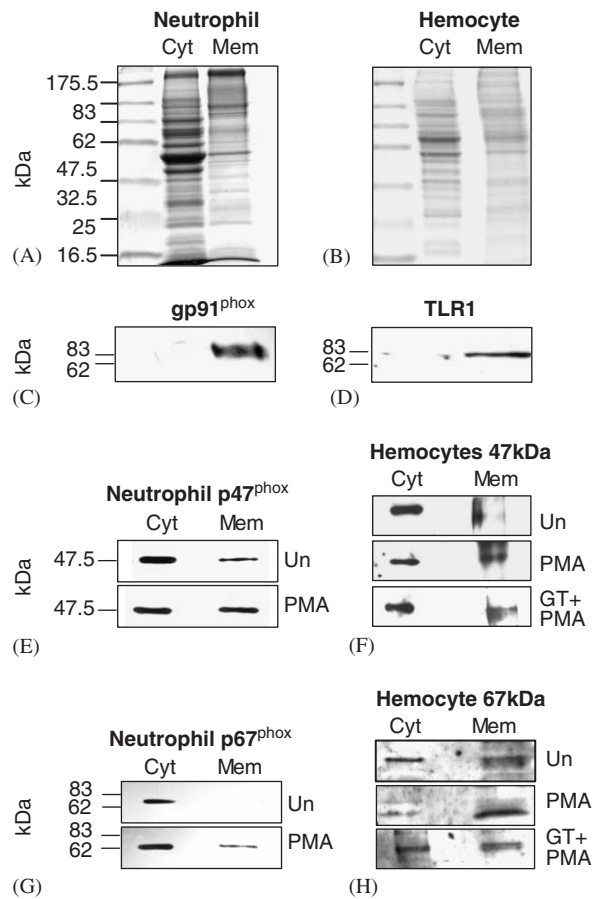 Neutrophil
Hemocyte
Cyt Mem
Cyt Mem
kDa
175.5
83
62
47.5
32.5
25
16.5
(A)
(B)
gp91phox
TLR1
kDa
83
62
83
62
(C)
(D)
Neutrophil p47phox
Hemocytes 47kDa
Cyt Mem
Cyt Mem
kDa
47.5
Un
47.5
PMA
Un
PMA
GT+
PMA
(E)
(F)
Neutrophil p67phox
Hemocyte 67kDa
Cyt Mem
Cyt Mem
kDa
83
62
Un
83
62
PMA
Un
PMA
GT+
PMA
(G)
(H)